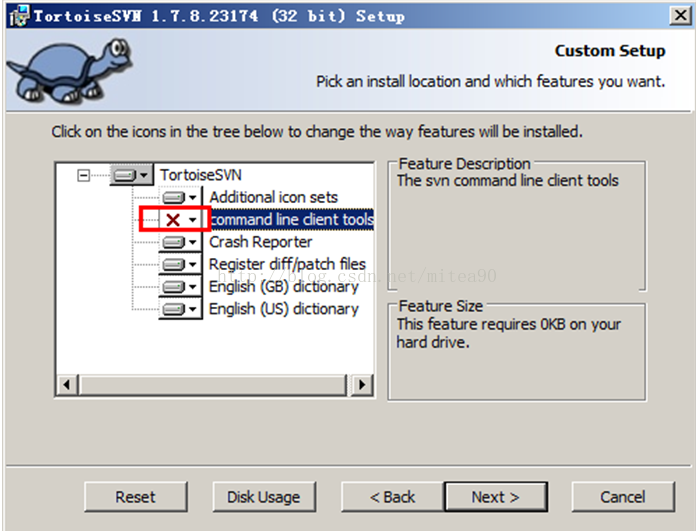 TortoiseSVN 1.7.8.23174 (32 bit) Setup
Custom Setup
Pick an install location and which features you want.
Click on the icons in the tree below to change the way features will be installed.
TortoiseSVN
Additional icon sets
command line client tools
Crash Reporter
Register diff/patch files
English (GB) dictionary
English (US) dictionary
Feature Description
The svn command line client tools
http://blog.csdn.net/mitea90
Feature Size
This feature requires 0KB on your
hard drive.
Reset
Disk Usage
< Back
Next >
Cancel